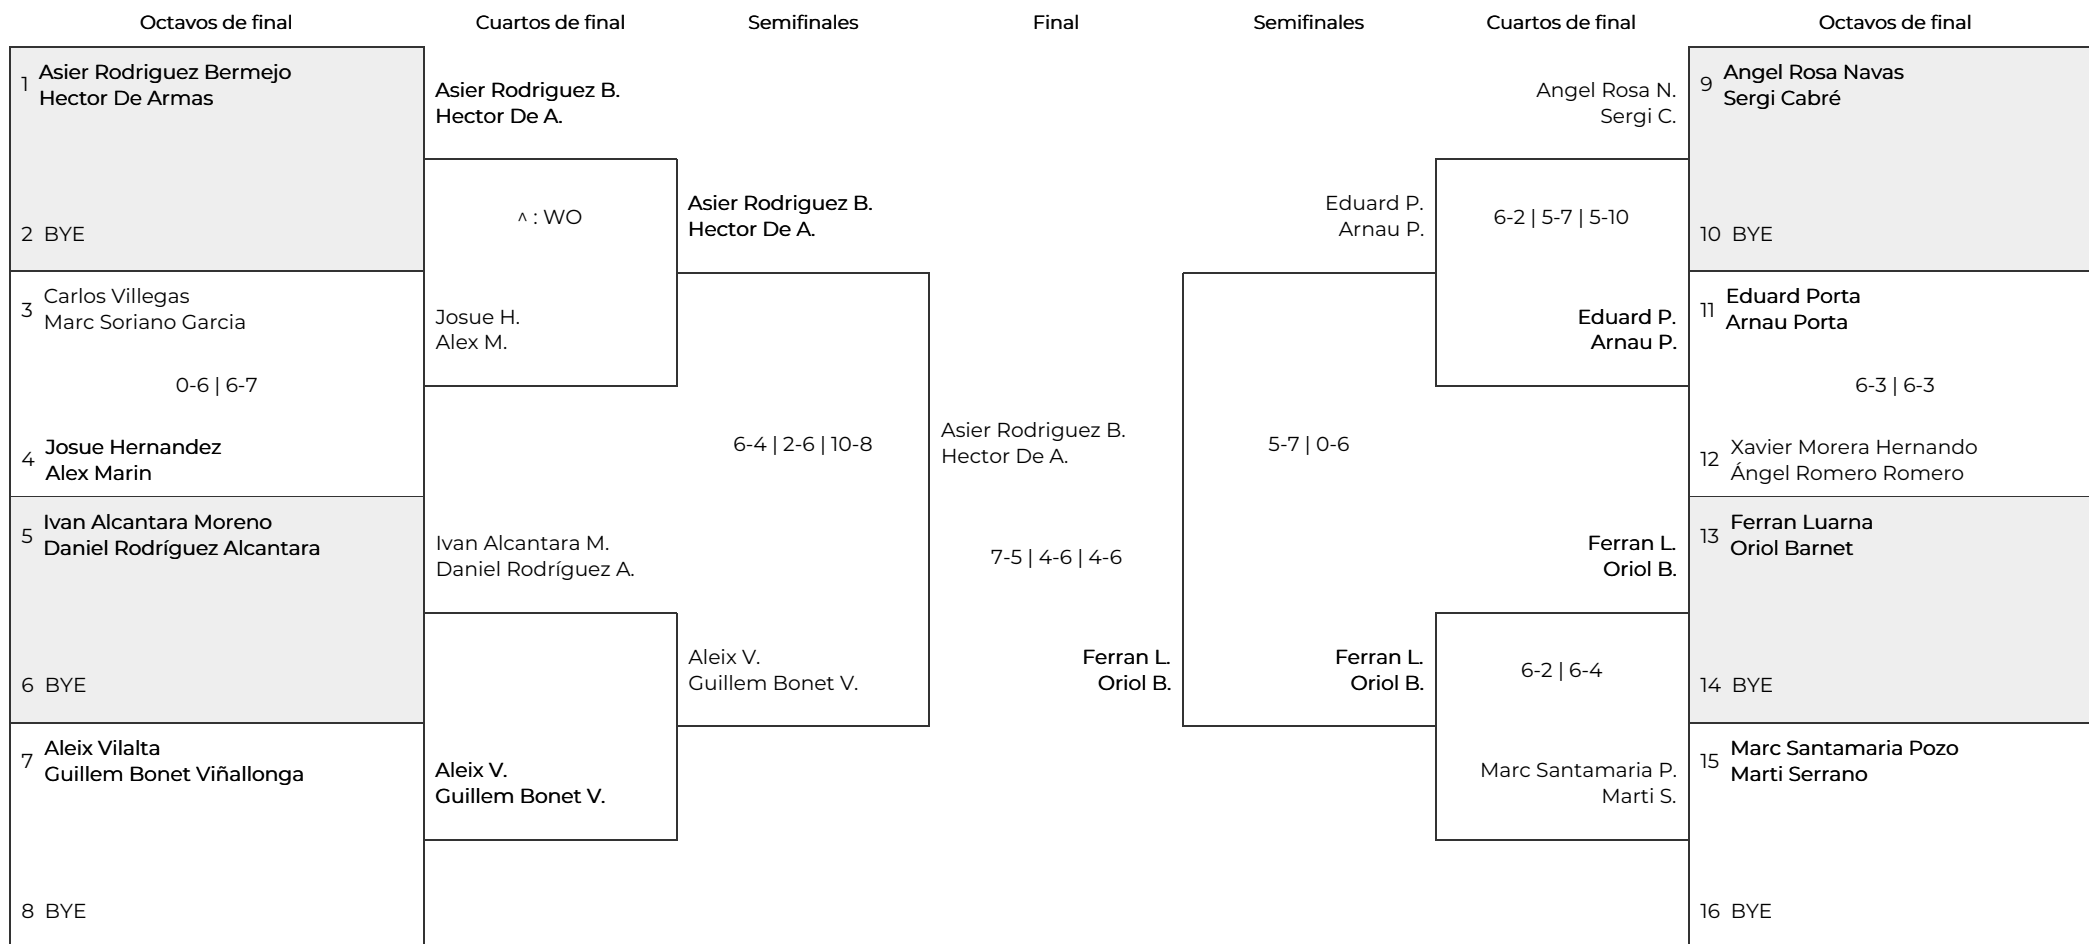 Octavos de final
Cuartos de final
Semifinales
Final
Semifinales
Cuartos de final
Octavos de final
1 Asier Rodriguez Bermejo
Hector De Armas
2 BYE
3 Carlos Villegas
Marc Soriano Garcia
0-6 | 6-7
4 Josue Hernandez
Alex Marin
5 Ivan Alcantara Moreno
Daniel Rodríguez Alcantara
6 BYE
7 Aleix Vilalta
Guillem Bonet Viñallonga
8 BYE
Asier Rodriguez B.
Hector De A.
^ : WO
Josue H.
Alex M.
Ivan Alcantara M.
Daniel Rodríguez A.
Aleix V.
Guillem Bonet V.
Asier Rodriguez B.
Hector De A.
6-4 | 2-6 | 10-8
Aleix V.
Guillem Bonet V.
Asier Rodriguez B.
Hector De A.
7-5 | 4-6 | 4-6
Ferran L.
Oriol B.
Eduard P.
Arnau P.
5-7 | 0-6
Ferran L.
Oriol B.
Angel Rosa N.
Sergi C.
6-2 | 5-7 | 5-10
Eduard P.
Arnau P.
Ferran L.
Oriol B.
6-2 | 6-4
Marc Santamaria P.
Marti S.
9 Angel Rosa Navas
Sergi Cabré
10 BYE
11 Eduard Porta
Arnau Porta
6-3 | 6-3
12 Xavier Morera Hernando
Ángel Romero Romero
13 Ferran Luarna
Oriol Barnet
14 BYE
15 Marc Santamaria Pozo
Marti Serrano
16 BYE